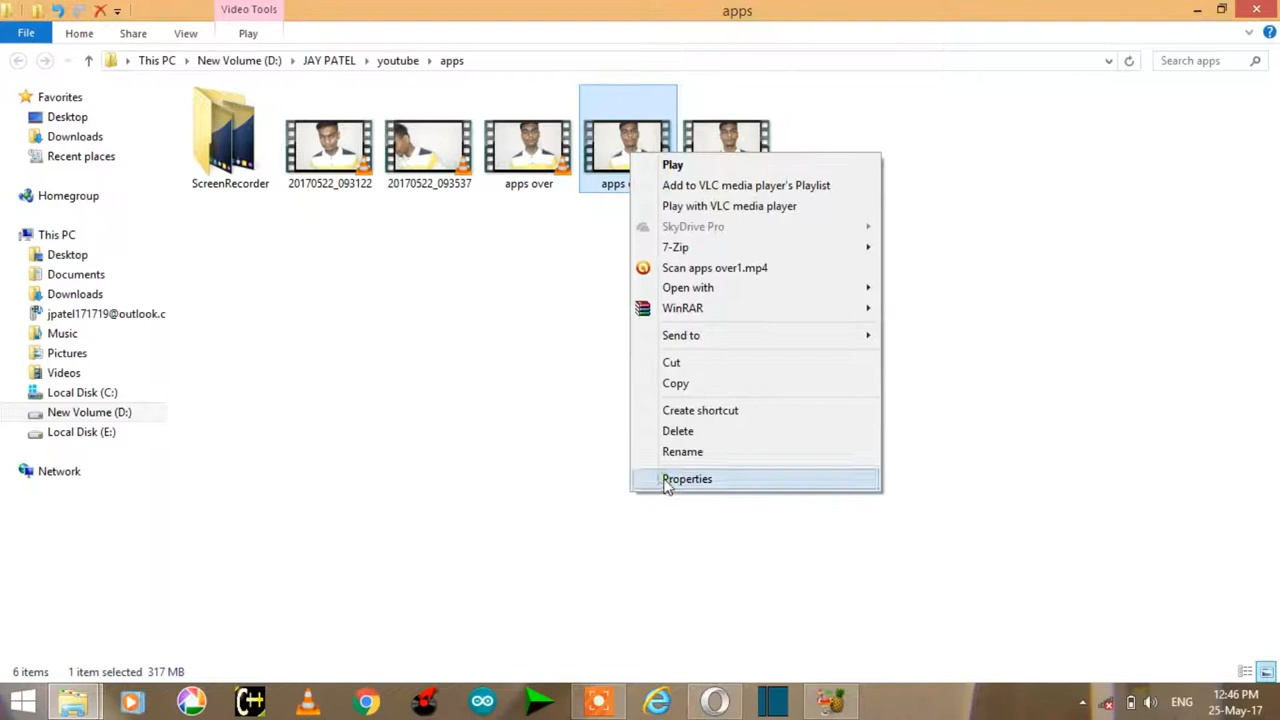 Video Tools
apps
File
Home
Share
View
Play
This PC
New Volume (D:)
JAY PATEL
youtube
apps
Search apps
Favorites
Desktop
Downloads
Recent places
Homegroup
This PC
Desktop
Documents
Downloads
jpatel171719@outlook.c
Music
Pictures
Videos
Local Disk (C:)
New Volume (D:)
Local Disk (E:)
Network
ScreenRecorder
20170522_093122
20170522_093537
apps over
apps
Play
Add to VLC media player's Playlist
Play with VLC media player
SkyDrive Pro
7-Zip
Scan apps over1.mp4
Open with
WinRAR
Send to
Cut
Copy
Create shortcut
Delete
Rename
Properties
6 items
1 item selected 317 MB
C++
ENG
12:46 PM
25-May-17